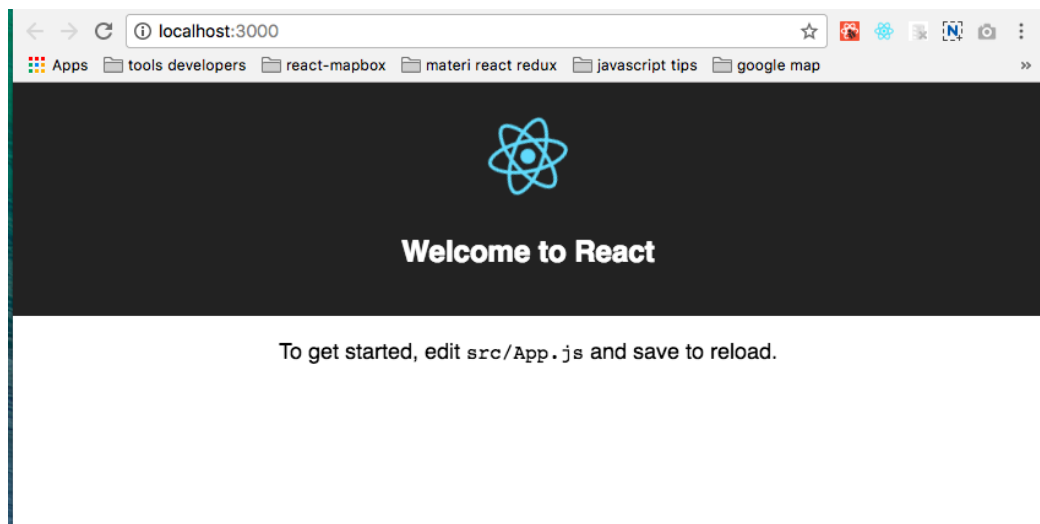 localhost:3000
Apps tools developers react-mapbox materi react redux javascript tips google map »
Welcome to React
To get started, edit src/App.js and save to reload.